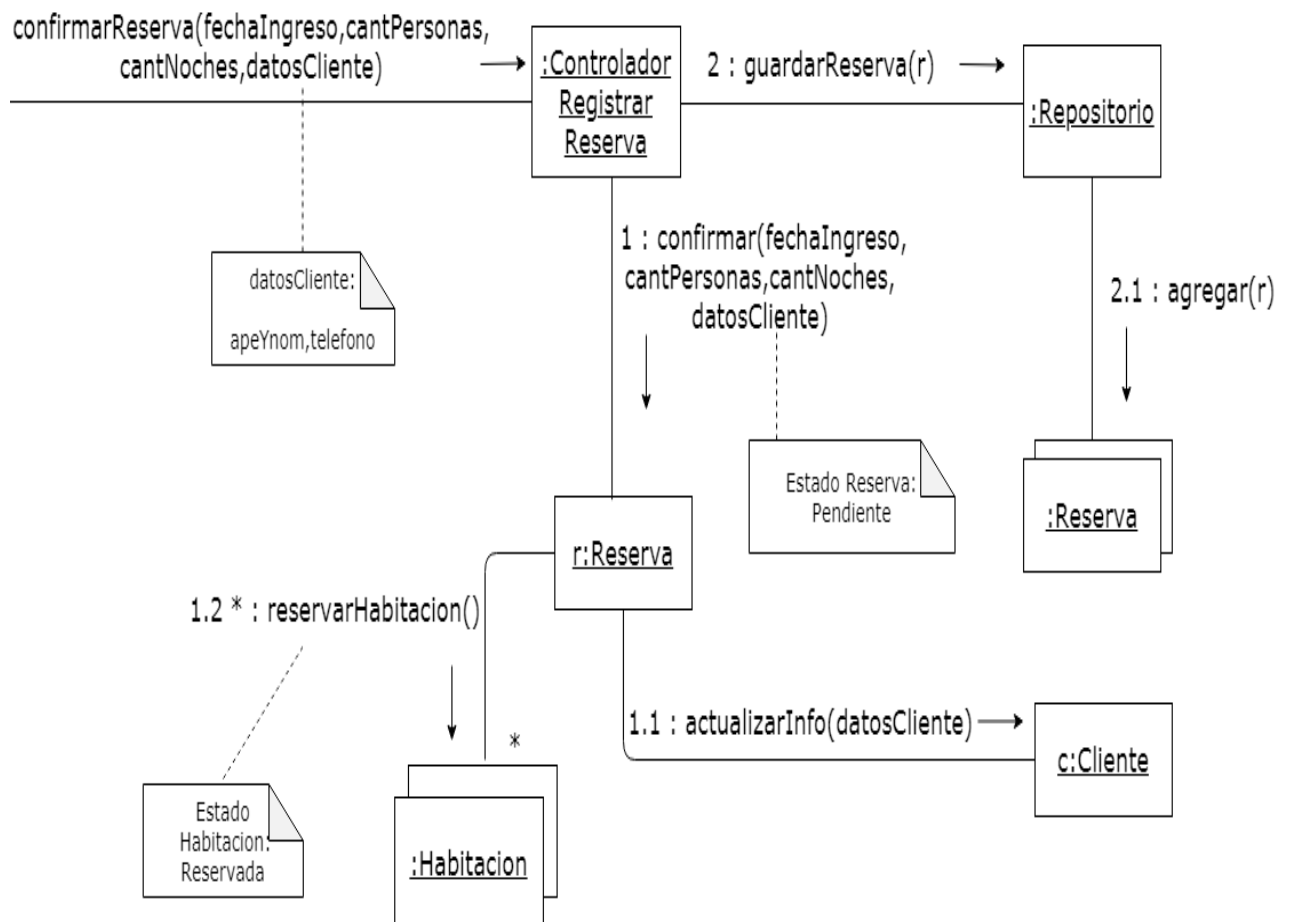 confirmarReserva(fechaIngreso,cantPersonas,
cantNoches,datosCliente)
:Controlador
Registrar
Reserva
2 : guardarReserva(r)
:Repositorio
datosCliente:
apeYnom,telefono
1 : confirmar(fechaIngreso,
cantPersonas,cantNoches,
datosCliente)
2.1 : agregar(r)
Estado Reserva:
Pendiente
:Reserva
r:Reserva
1.2 * : reservarHabitacion()
*
1.1 : actualizarInfo(datosCliente)
c:Cliente
Estado
Habitacion:
Reservada
:Habitacion